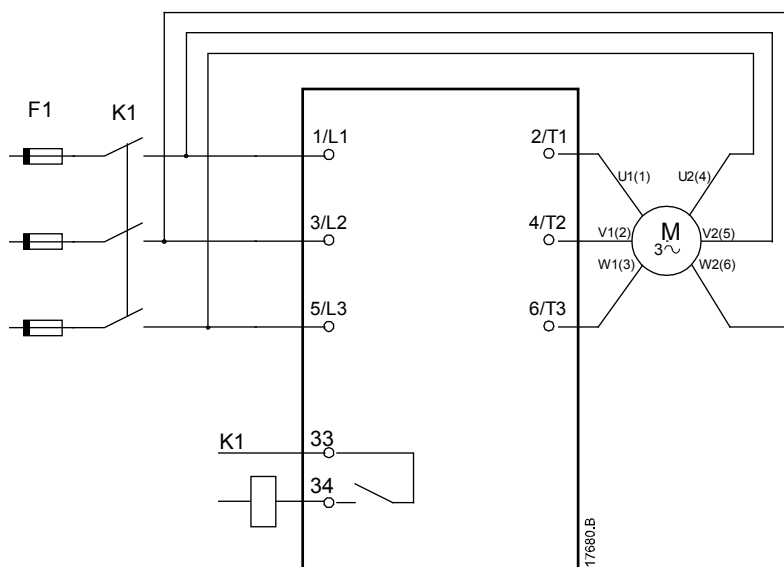 F1
K1
1/L1
2/T1
U1(1)
U2(4)
3/L2
4/T2
V1(2)
M
3~
V2(5)
W1(3)
W2(6)
5/L3
6/T3
K1
33
34
17680.B